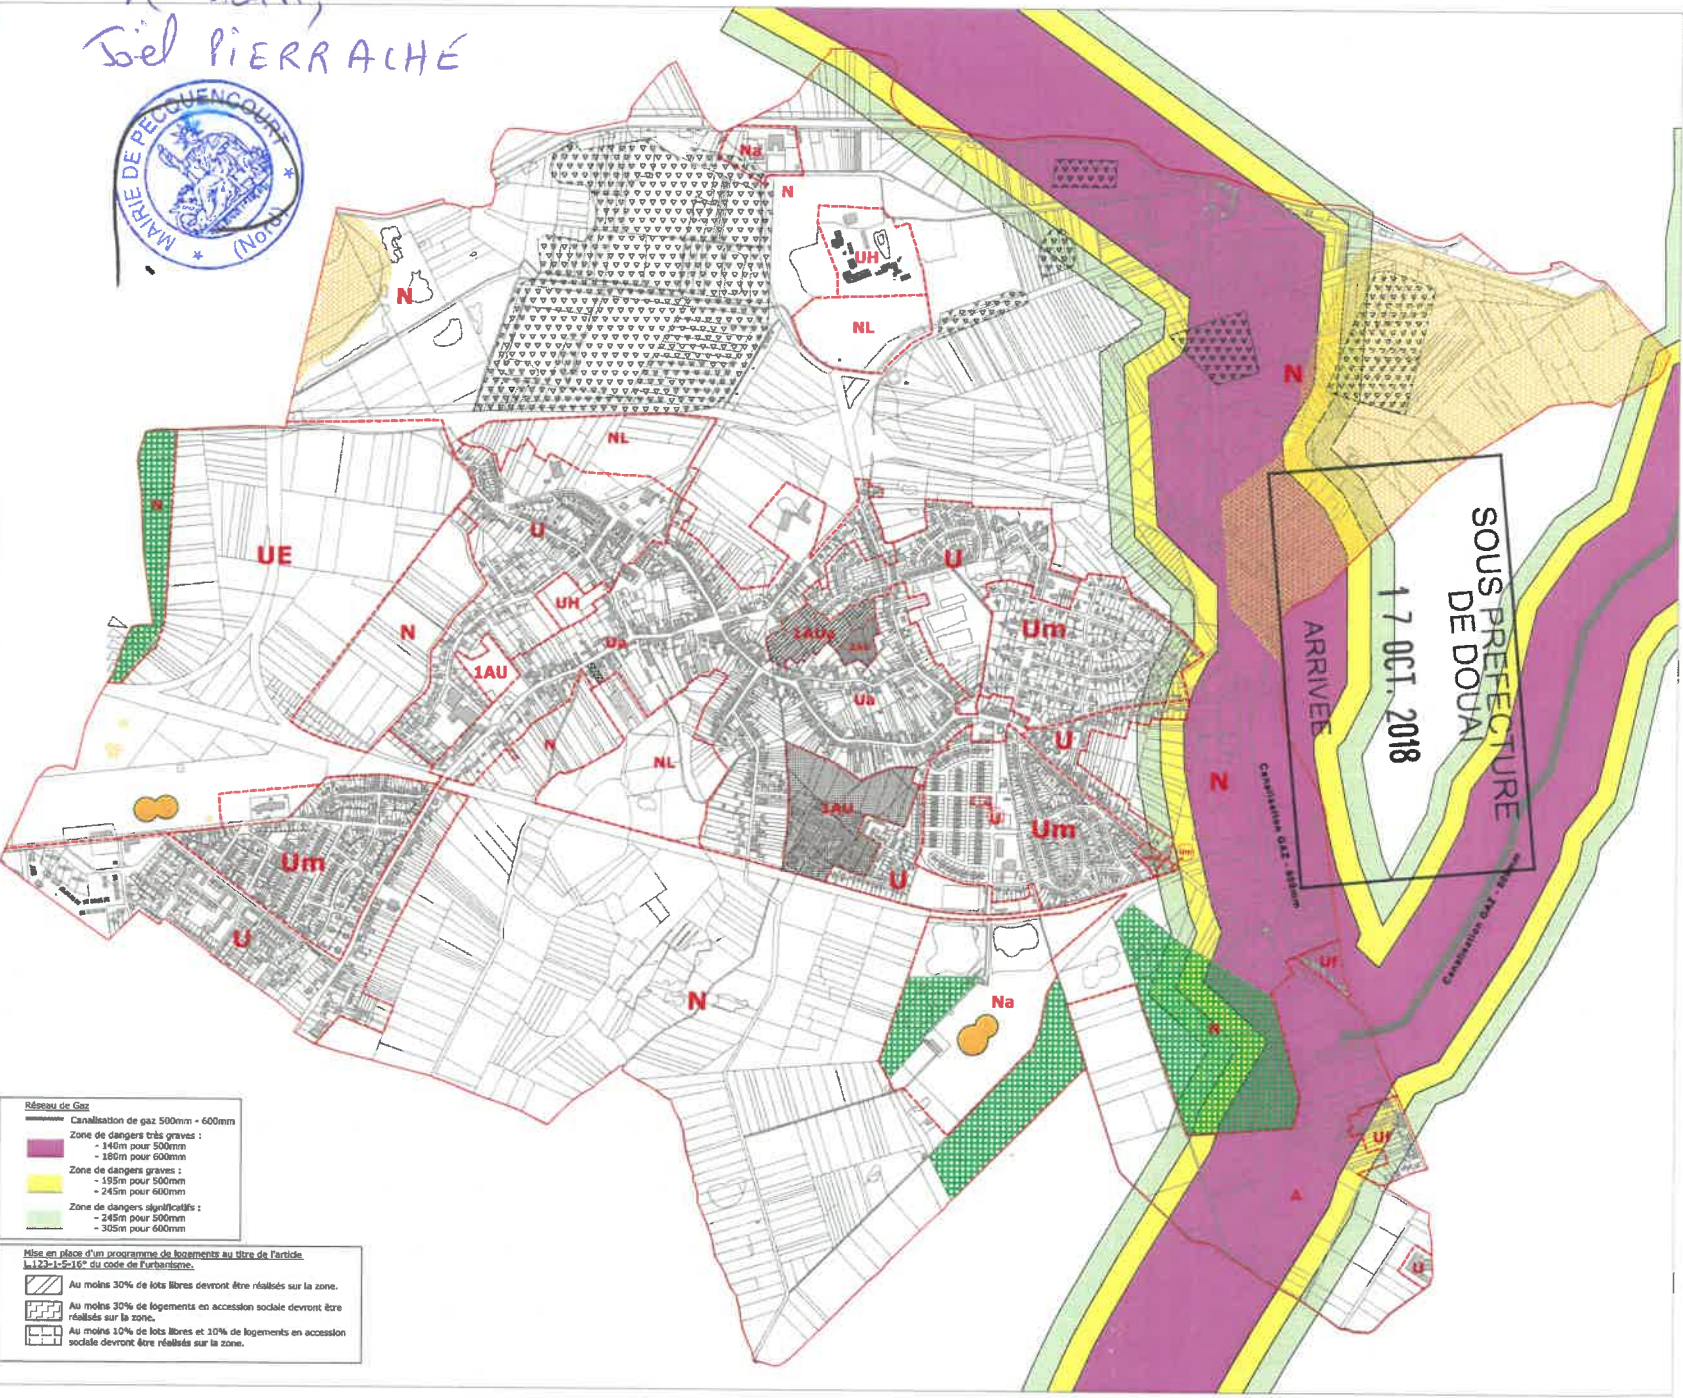 Joël PIERRACHÉ
MAIRIE DE PECQUENCOURT
(NORD)
Na
N
UH
NL
N
N
NL
N
UE
U
U
UH
N
Um
Ua
1AUa
1AU
Ua
U
N
NL
N
1AU
U
Um
Um
U
U
N
Na
N
Uf
Uf
A
U
SOUS PREFECTURE
DE DOUAI
17 OCT. 2018
ARRIVEE
Canalisation GAZ - 600mm
Canalisation GAZ
Réseau de Gaz
Canalisation de gaz 500mm - 600mm
Zone de dangers très graves :
- 140m pour 500mm
- 180m pour 600mm
Zone de dangers graves :
- 195m pour 500mm
- 245m pour 600mm
Zone de dangers significatifs :
- 245m pour 500mm
- 305m pour 600mm
Mise en place d'un programme de logements au titre de l'article
L.123-1-5-16° du code de l'urbanisme.
Au moins 30% de lots libres devront être réalisés sur la zone.
Au moins 30% de logements en accession sociale devront être
réalisés sur la zone.
Au moins 10% de lots libres et 10% de logements en accession
sociale devront être réalisés sur la zone.